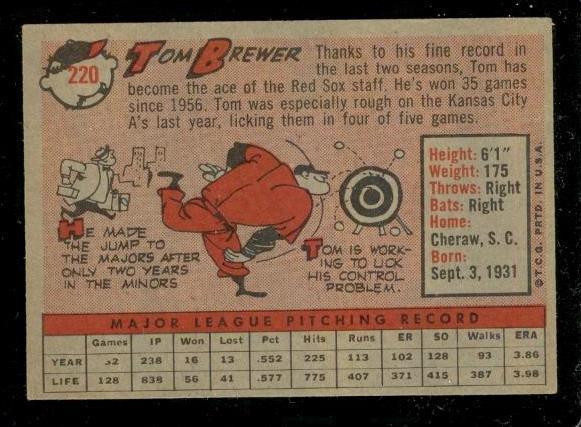 220
TOM BREWER
Thanks to his fine record in
the last two seasons, Tom has
become the ace of the Red Sox staff. He's won 35 games
since 1956. Tom was especially rough on the Kansas City
A's last year, licking them in four of five games.
HE MADE
THE JUMP TO
THE MAJORS AFTER
ONLY TWO YEARS
IN THE MINORS
TOM IS WORK-
ING TO LICK
HIS CONTROL
PROBLEM.
Height: 6'1"
Weight: 175
Throws: Right
Bats: Right
Home:
Cheraw, S. C.
Born:
Sept. 3, 1931
© T.C.G. PRTD. IN U.S.A.
MAJOR LEAGUE PITCHING RECORD
Games IP Won Lost Pct Hits Runs ER SO Walks ERA
YEAR 238 16 13 .552 225 113 102 128 93 3.86
LIFE 128 838 56 41 .577 775 407 371 415 387 3.98